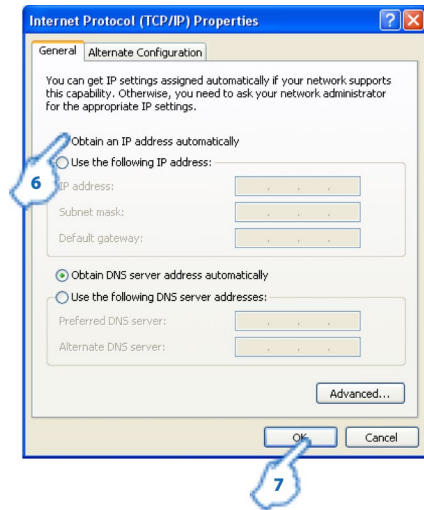 Internet Protocol (TCP/IP) Properties
General
Alternate Configuration
You can get IP settings assigned automatically if your network supports
this capability. Otherwise, you need to ask your network administrator
for the appropriate IP settings.
Obtain an IP address automatically
Use the following IP address:
6
IP address:
Subnet mask:
Default gateway:
Obtain DNS server address automatically
Use the following DNS server addresses:
Preferred DNS server:
Alternate DNS server:
Advanced...
OK
Cancel
7